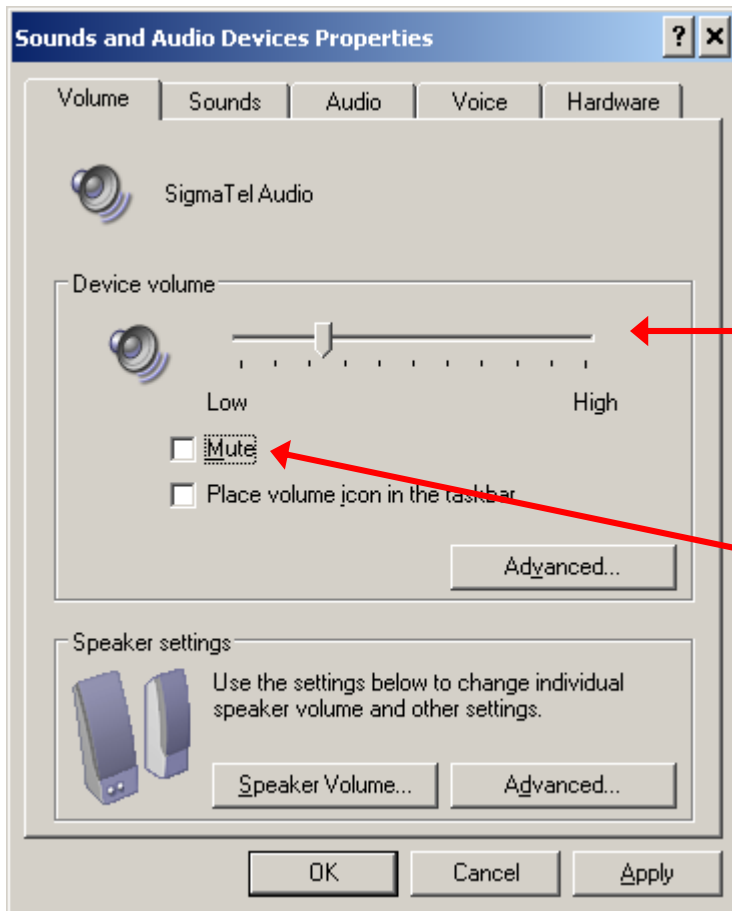 Sounds and Audio Devices Properties
?
Volume
Sounds
Audio
Voice
Hardware
SigmaTel Audio
Device volume
Low
High
Mute
Place volume icon in the taskbar
Advanced...
Speaker settings
Use the settings below to change individual
speaker volume and other settings.
Speaker Volume...
Advanced...
OK
Cancel
Apply